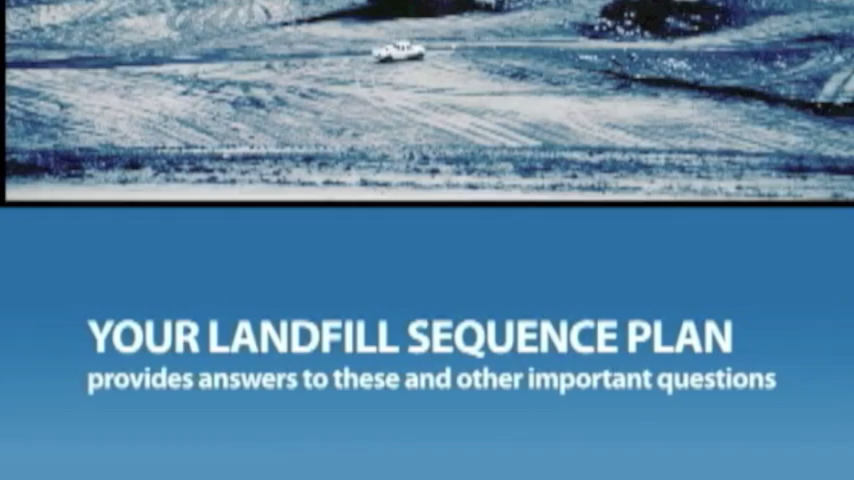 YOUR LANDFILL SEQUENCE PLAN
provides answers to these and other important questions